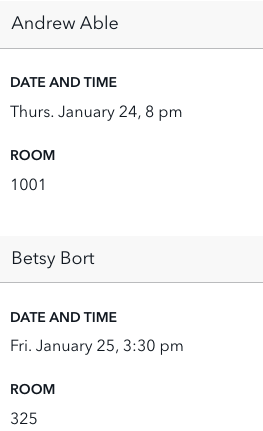 Andrew Able
DATE AND TIME
Thurs. January 24, 8 pm
ROOM
1001
Betsy Bort
DATE AND TIME
Fri. January 25, 3:30 pm
ROOM
325